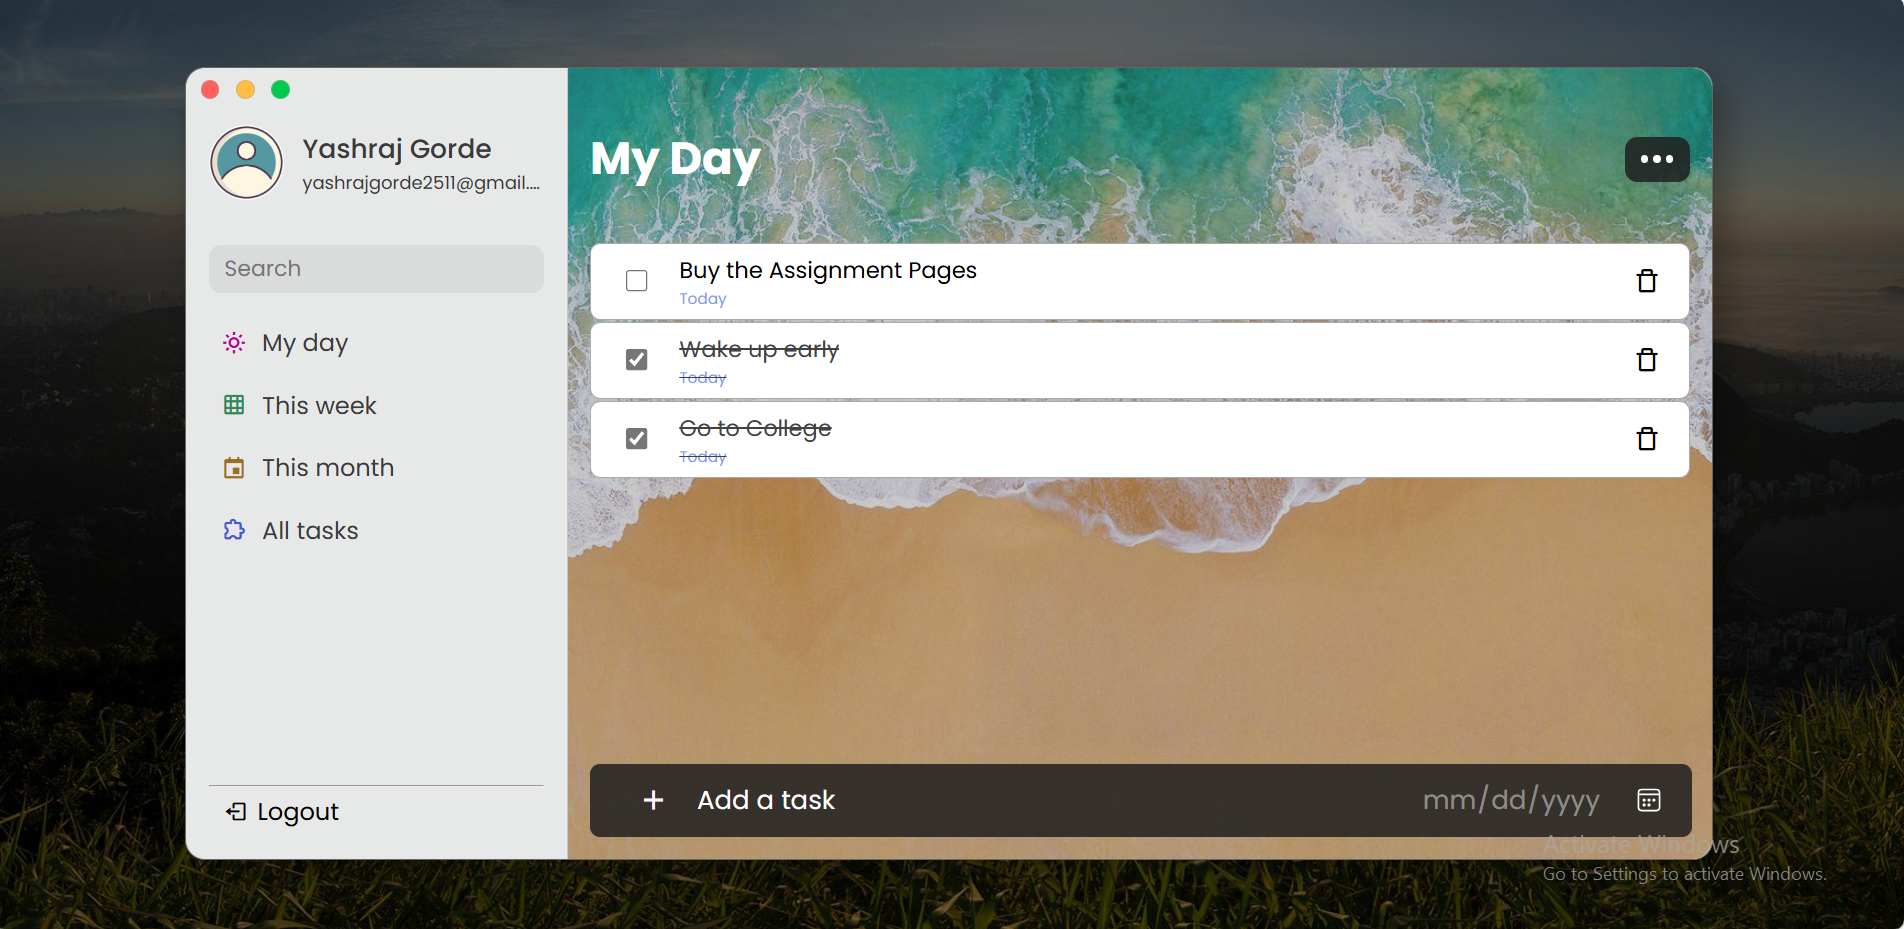 Yashraj Gorde
yashrajgorde2511@gmail....
Search
My day
This week
This month
All tasks
Logout
My Day
Buy the Assignment Pages
Today
Wake up early
Today
Go to College
Today
Add a task
mm/dd/yyyy
Activate Windows
Go to Settings to activate Windows.